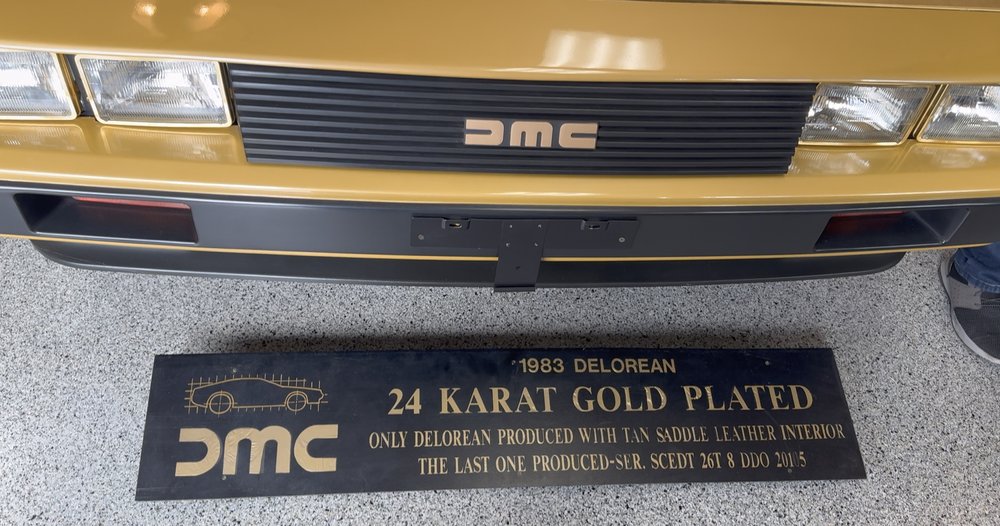 DMC
1983 DELOREAN
24 KARAT GOLD PLATED
DMC
ONLY DELOREAN PRODUCED WITH TAN SADDLE LEATHER INTERIOR
THE LAST ONE PRODUCED-SER. SCEDT 26T 8 DDO